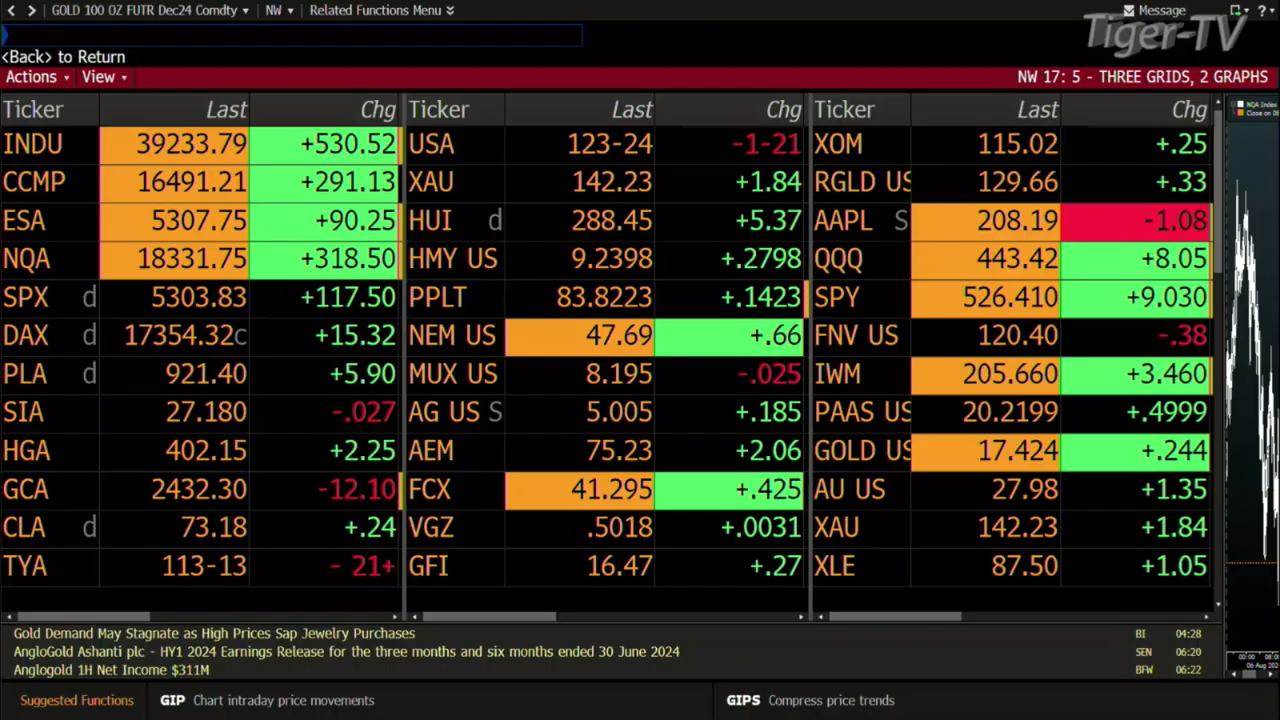 GOLD 100 OZ FUTR Dec24 Comdty NW Related Functions Menu Message ?
Tiger-TV
<Back> to Return
Actions View NW 17: 5 - THREE GRIDS, 2 GRAPHS
Ticker Last Chg Ticker Last Chg Ticker Last Chg
INDU 39233.79 +530.52 USA 123-24 -1-21 XOM 115.02 +.25
CCMP 16491.21 +291.13 XAU 142.23 +1.84 RGLD US 129.66 +.33
ESA 5307.75 +90.25 HUI d 288.45 +5.37 AAPL S 208.19 -1.08
NQA 18331.75 +318.50 HMY US 9.2398 +.2798 QQQ 443.42 +8.05
SPX d 5303.83 +117.50 PPLT 83.8223 +.1423 SPY 526.410 +9.030
DAX d 17354.32c +15.32 NEM US 47.69 +.66 FNV US 120.40 -.38
PLA d 921.40 +5.90 MUX US 8.195 -.025 IWM 205.660 +3.460
SIA 27.180 -.027 AG US S 5.005 +.185 PAAS US 20.2199 +.4999
HGA 402.15 +2.25 AEM 75.23 +2.06 GOLD US 17.424 +.244
GCA 2432.30 -12.10 FCX 41.295 +.425 AU US 27.98 +1.35
CLA d 73.18 +.24 VGZ .5018 +.0031 XAU 142.23 +1.84
TYA 113-13 - 21+ GFI 16.47 +.27 XLE 87.50 +1.05
NQA Index
Close on 0
00:00 08:0
06 Aug 202
Gold Demand May Stagnate as High Prices Sap Jewelry Purchases BI 04:28
AngloGold Ashanti plc - HY1 2024 Earnings Release for the three months and six months ended 30 June 2024 SEN 06:20
Anglogold 1H Net Income $311M BFW 06:22
Suggested Functions GIP Chart intraday price movements GIPS Compress price trends